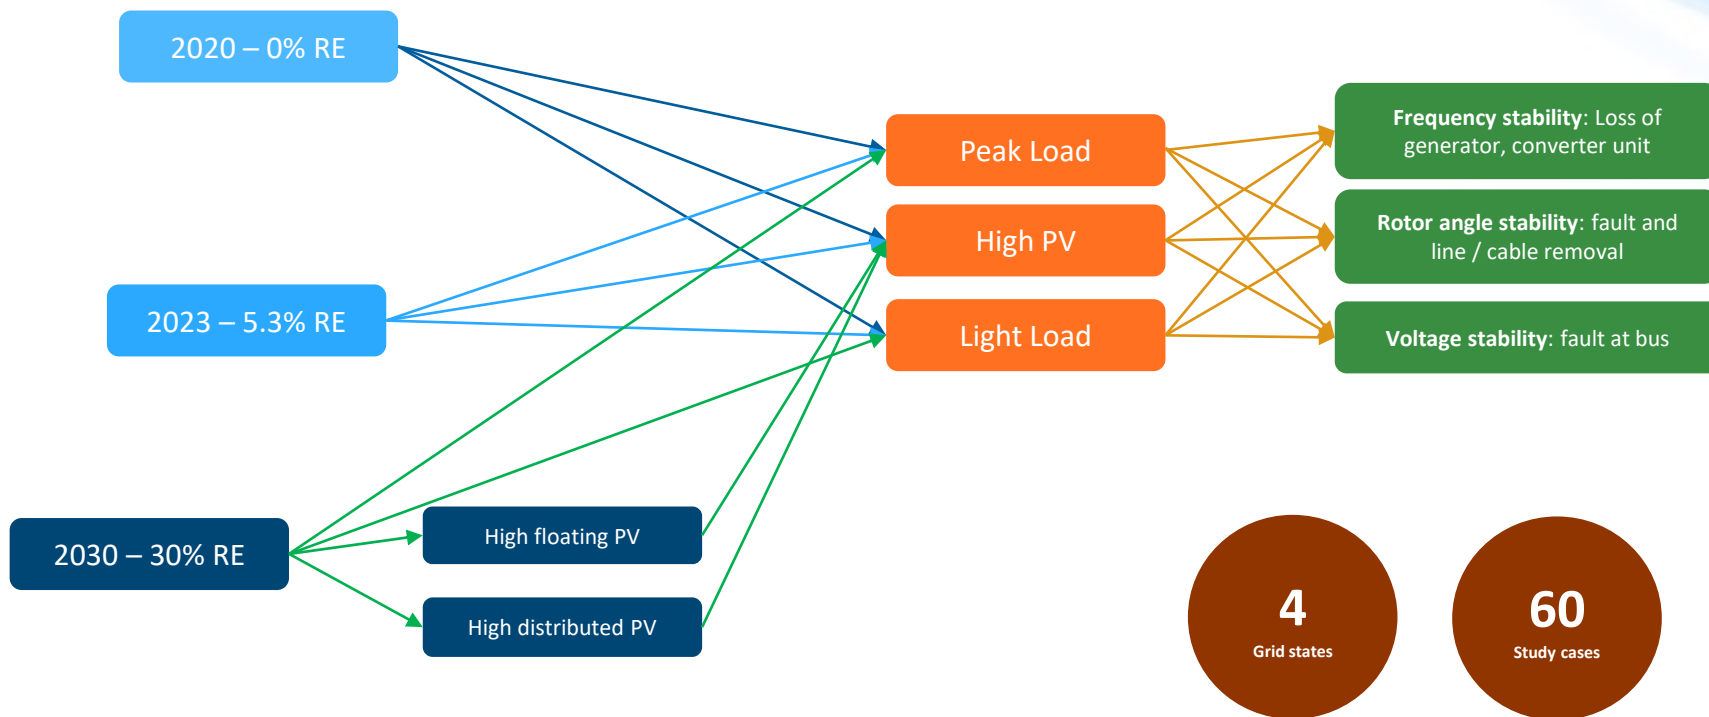 2020 – 0% RE
2023 – 5.3% RE
2030 – 30% RE
High floating PV
High distributed PV
Peak Load
High PV
Light Load
Frequency stability: Loss of
generator, converter unit
Rotor angle stability: fault and
line / cable removal
Voltage stability: fault at bus
4
Grid states
60
Study cases